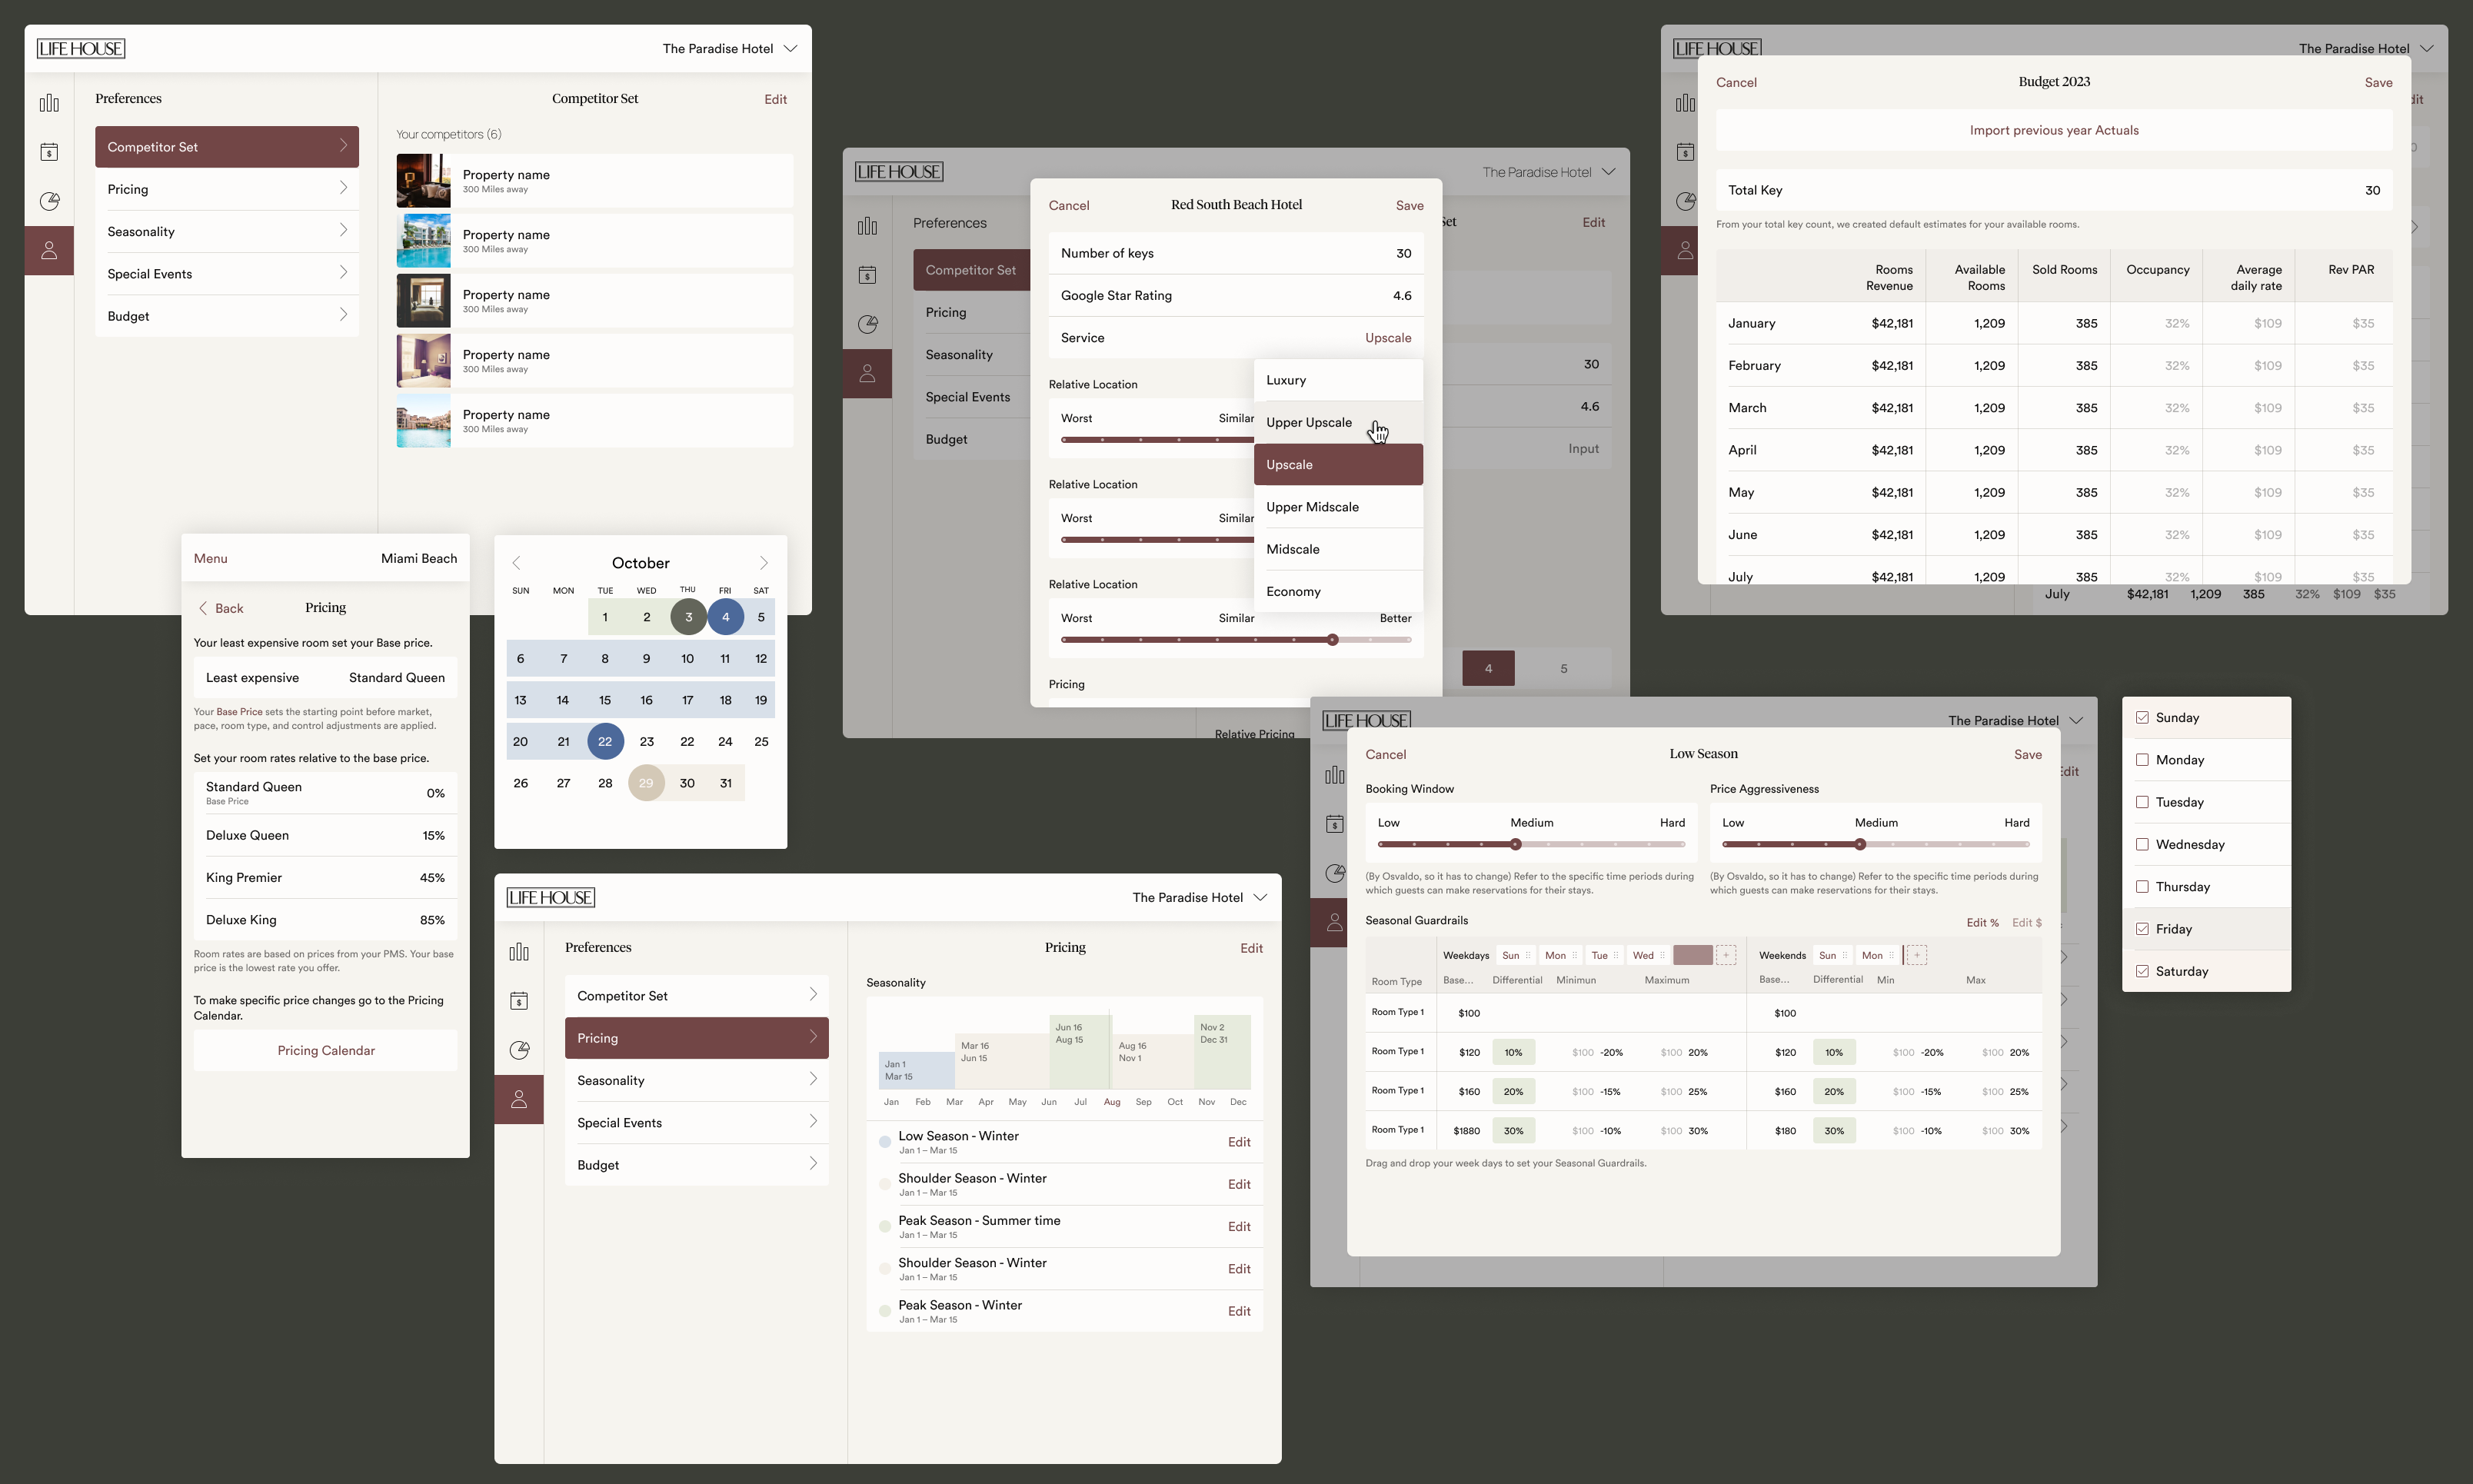 LIFE HOUSE
The Paradise Hotel
Preferences
Competitor Set
Pricing
Seasonality
Special Events
Budget
Competitor Set
Edit
Your competitors (6)
Property name
300 Miles away
Property name
300 Miles away
Property name
300 Miles away
Property name
300 Miles away
Property name
300 Miles away
Menu
Miami Beach
Back
Pricing
Your least expensive room set your Base price.
Least expensive
Standard Queen
Your Base Price sets the starting point before market,
pace, room type, and control adjustments are applied.
Set your room rates relative to the base price.
Standard Queen
Base Price
0%
Deluxe Queen
15%
King Premier
45%
Deluxe King
85%
Room rates are based on prices from your PMS. Your base
price is the lowest rate you offer.
To make specific price changes go to the Pricing
Calendar.
Pricing Calendar
October
SUN MON TUE WED THU FRI SAT
1 2 3 4 5
6 7 8 9 10 11 12
13 14 15 16 17 18 19
20 21 22 23 22 24 25
26 27 28 29 30 31
LIFE HOUSE
The Paradise Hotel
Preferences
Competitor Set
Pricing
Seasonality
Special Events
Budget
Set
Edit
30
4.6
Input
4
5
Relative Pricing
Cancel
Red South Beach Hotel
Save
Number of keys
30
Google Star Rating
4.6
Service
Upscale
Luxury
Upper Upscale
Upscale
Upper Midscale
Midscale
Economy
Relative Location
Worst
Similar
Relative Location
Worst
Similar
Relative Location
Worst
Similar
Better
Pricing
LIFE HOUSE
The Paradise Hotel
Cancel
Budget 2023
Save
dit
Import previous year Actuals
Total Key
30
From your total key count, we created default estimates for your available rooms.
Rooms
Revenue
Available
Rooms
Sold Rooms
Occupancy
Average
daily rate
Rev PAR
January $42,181 1,209 385 32% $109 $35
February $42,181 1,209 385 32% $109 $35
March $42,181 1,209 385 32% $109 $35
April $42,181 1,209 385 32% $109 $35
May $42,181 1,209 385 32% $109 $35
June $42,181 1,209 385 32% $109 $35
July $42,181 1,209 385 32% $109 $35
July $42,181 1,209 385 32% $109 $35
LIFE HOUSE
The Paradise Hotel
Preferences
Competitor Set
Pricing
Seasonality
Special Events
Budget
Pricing
Edit
Seasonality
Jan 1
Mar 15
Mar 16
Jun 15
Jun 16
Aug 15
Aug 16
Nov 1
Nov 2
Dec 31
Jan Feb Mar Apr May Jun Jul Aug Sep Oct Nov Dec
Low Season - Winter
Jan 1 – Mar 15
Edit
Shoulder Season - Winter
Jan 1 – Mar 15
Edit
Peak Season - Summer time
Jan 1 – Mar 15
Edit
Shoulder Season - Winter
Jan 1 – Mar 15
Edit
Peak Season - Winter
Jan 1 – Mar 15
Edit
LIFE HOUSE
The Paradise Hotel
Edit
Cancel
Low Season
Save
Booking Window
Low
Medium
Hard
(By Osvaldo, so it has to change) Refer to the specific time periods during
which guests can make reservations for their stays.
Price Aggressiveness
Low
Medium
Hard
(By Osvaldo, so it has to change) Refer to the specific time periods during
which guests can make reservations for their stays.
Seasonal Guardrails
Edit %
Edit $
Weekdays Sun Mon Tue Wed + Weekends Sun Mon +
Room Type Base... Differential Minimun Maximum Base... Differential Min Max
Room Type 1 $100 $100
Room Type 1 $120 10% $100 -20% $100 20% $120 10% $100 -20% $100 20%
Room Type 1 $160 20% $100 -15% $100 25% $160 20% $100 -15% $100 25%
Room Type 1 $1880 30% $100 -10% $100 30% $180 30% $100 -10% $100 30%
Drag and drop your week days to set your Seasonal Guardrails.
Sunday
Monday
Tuesday
Wednesday
Thursday
Friday
Saturday